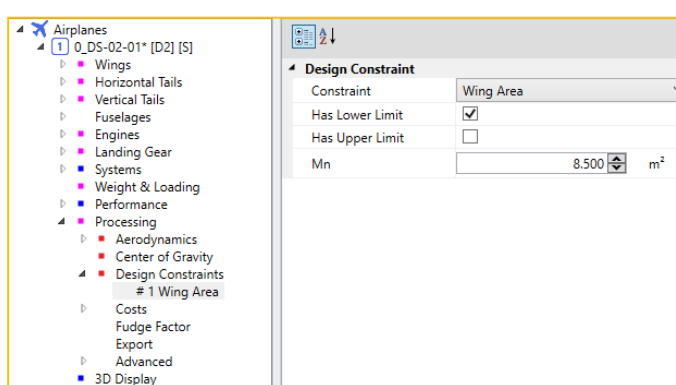 Airplanes
1 0_DS-02-01* [D2] [S]
Wings
Horizontal Tails
Vertical Tails
Fuselages
Engines
Landing Gear
Systems
Weight & Loading
Performance
Processing
Aerodynamics
Center of Gravity
Design Constraints
# 1 Wing Area
Costs
Fudge Factor
Export
Advanced
3D Display
Design Constraint
Constraint Wing Area
Has Lower Limit
Has Upper Limit
Mn 8.500 m²